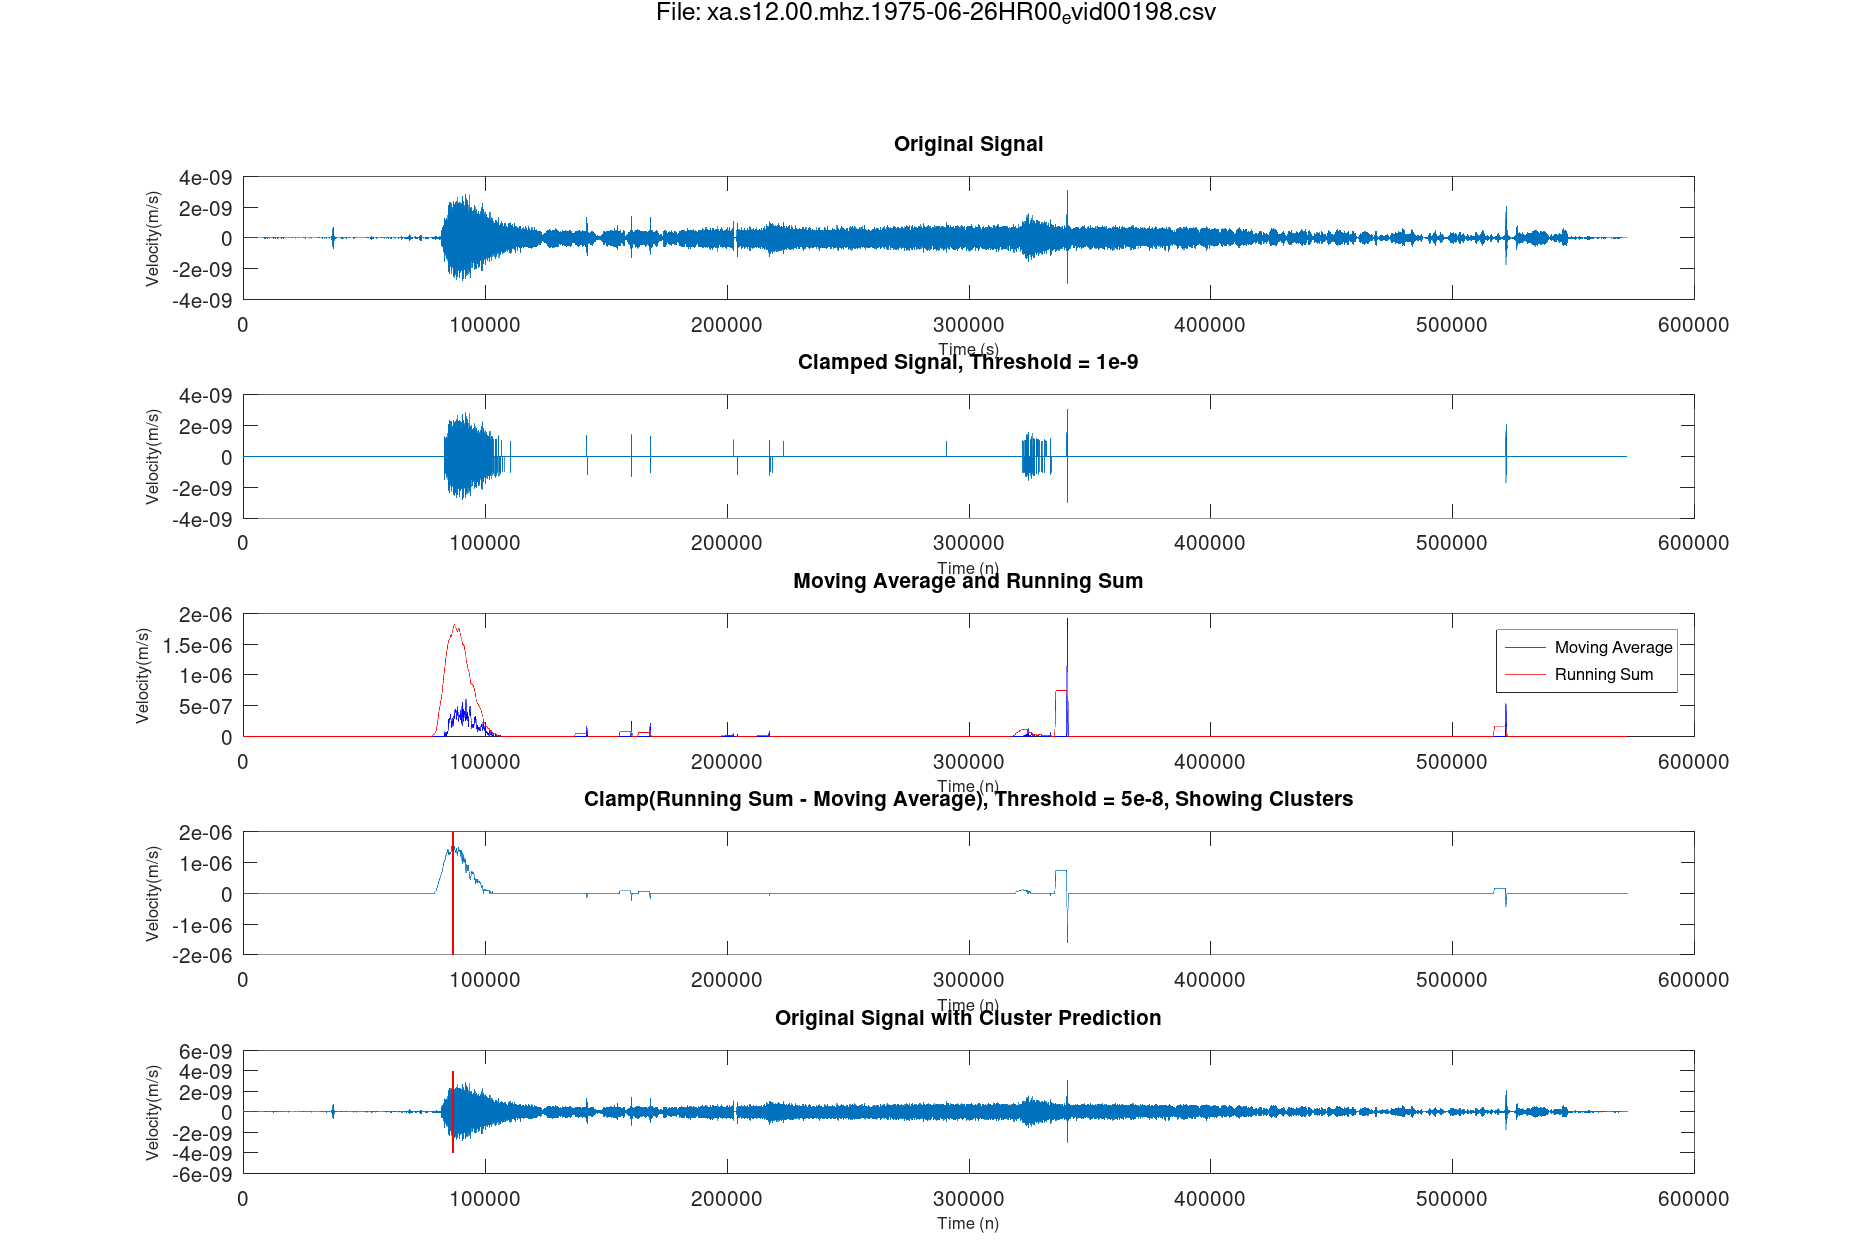 File: xa.s12.00.mhz.1975-06-26HR00evid00198.csv
Original Signal
Velocity(m/s)
4e-09
2e-09
0
-2e-09
-4e-09
0 100000 200000 300000 400000 500000 600000
Time (s)
Clamped Signal, Threshold = 1e-9
Velocity(m/s)
4e-09
2e-09
0
-2e-09
-4e-09
0 100000 200000 300000 400000 500000 600000
Time (n)
Moving Average and Running Sum
Velocity(m/s)
2e-06
1.5e-06
1e-06
5e-07
0
Moving Average
Running Sum
0 100000 200000 300000 400000 500000 600000
Time (n)
Clamp(Running Sum - Moving Average), Threshold = 5e-8, Showing Clusters
Velocity(m/s)
2e-06
1e-06
0
-1e-06
-2e-06
0 100000 200000 300000 400000 500000 600000
Time (n)
Original Signal with Cluster Prediction
Velocity(m/s)
6e-09
4e-09
2e-09
0
-2e-09
-4e-09
-6e-09
0 100000 200000 300000 400000 500000 600000
Time (n)